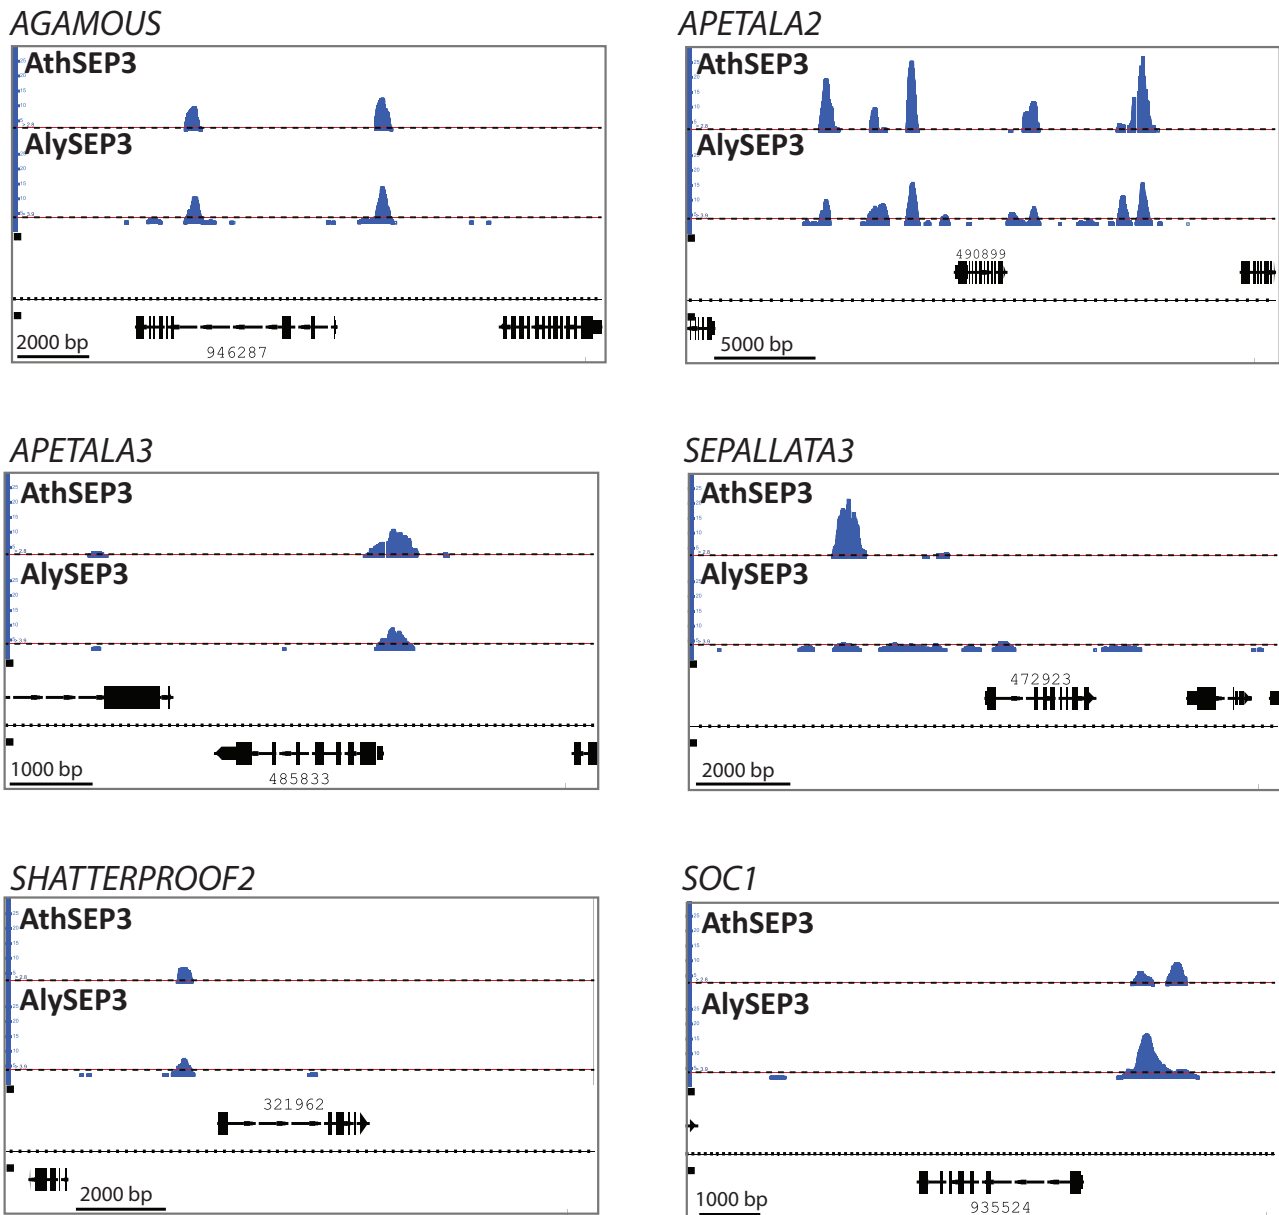 AGAMOUS
AthSEP3
AlySEP3
946287
2000 bp
APETALA2
AthSEP3
AlySEP3
490899
5000 bp
APETALA3
AthSEP3
AlySEP3
485833
1000 bp
SEPALLATA3
AthSEP3
AlySEP3
472923
2000 bp
SHATTERPROOF2
AthSEP3
AlySEP3
321962
2000 bp
SOC1
AthSEP3
AlySEP3
935524
1000 bp